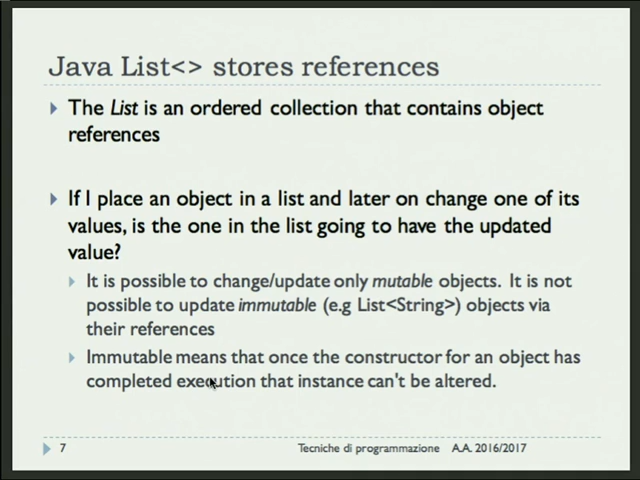 Java List<> stores references
The List is an ordered collection that contains object
references
If I place an object in a list and later on change one of its
values, is the one in the list going to have the updated
value?
It is possible to change/update only mutable objects. It is not
possible to update immutable (e.g List<String>) objects via
their references
Immutable means that once the constructor for an object has
completed execution that instance can't be altered.
7
Tecniche di programmazione A.A. 2016/2017